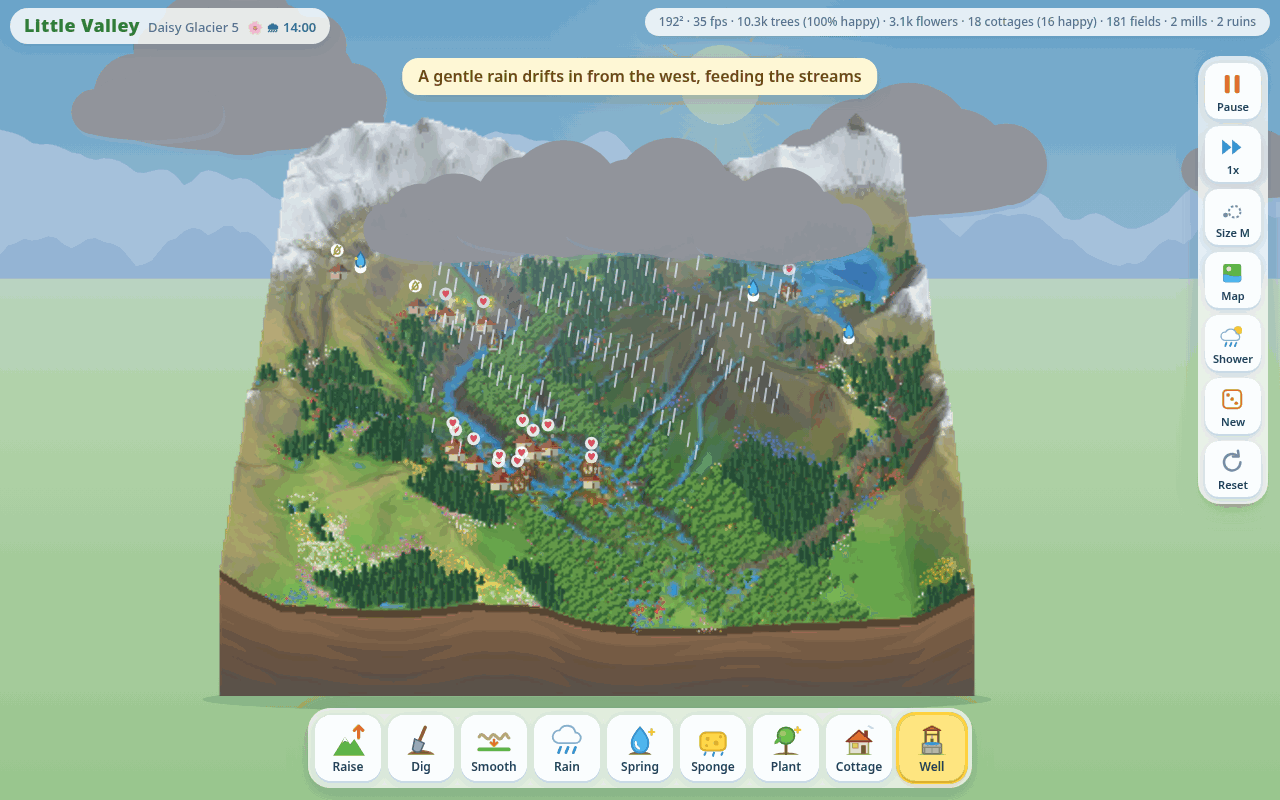 Little Valley Daisy Glacier 5 14:00
192² · 35 fps · 10.3k trees (100% happy) · 3.1k flowers · 18 cottages (16 happy) · 181 fields · 2 mills · 2 ruins
A gentle rain drifts in from the west, feeding the streams
Pause
1x
Size M
Map
Shower
New
Reset
Raise
Dig
Smooth
Rain
Spring
Sponge
Plant
Cottage
Well